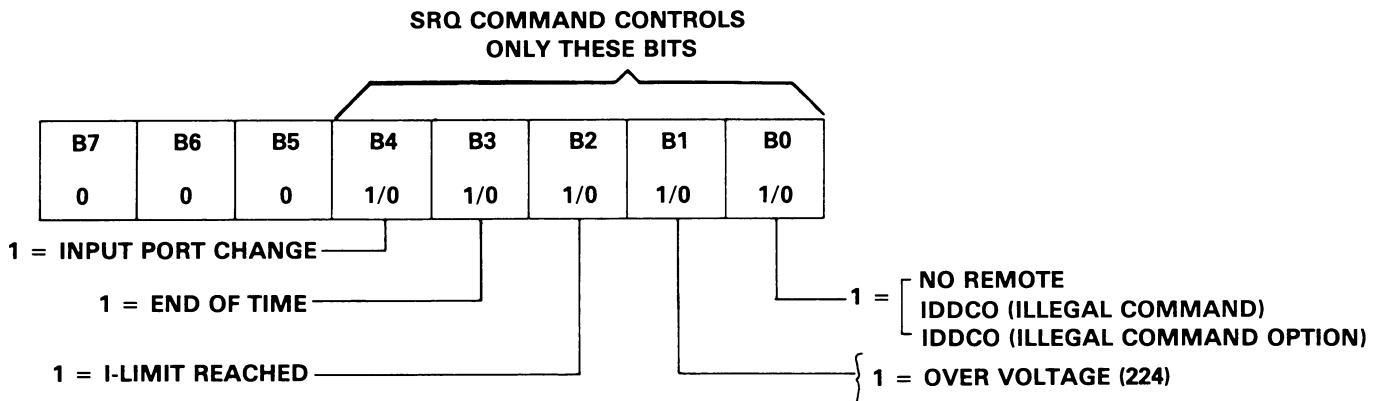 SRQ COMMAND CONTROLS
ONLY THESE BITS
B7 B6 B5 B4 B3 B2 B1 B0
0 0 0 1/0 1/0 1/0 1/0 1/0
1 = INPUT PORT CHANGE
1 = END OF TIME
1 = I-LIMIT REACHED
1 = NO REMOTE
IDDCO (ILLEGAL COMMAND)
IDDCO (ILLEGAL COMMAND OPTION)
1 = OVER VOLTAGE (224)